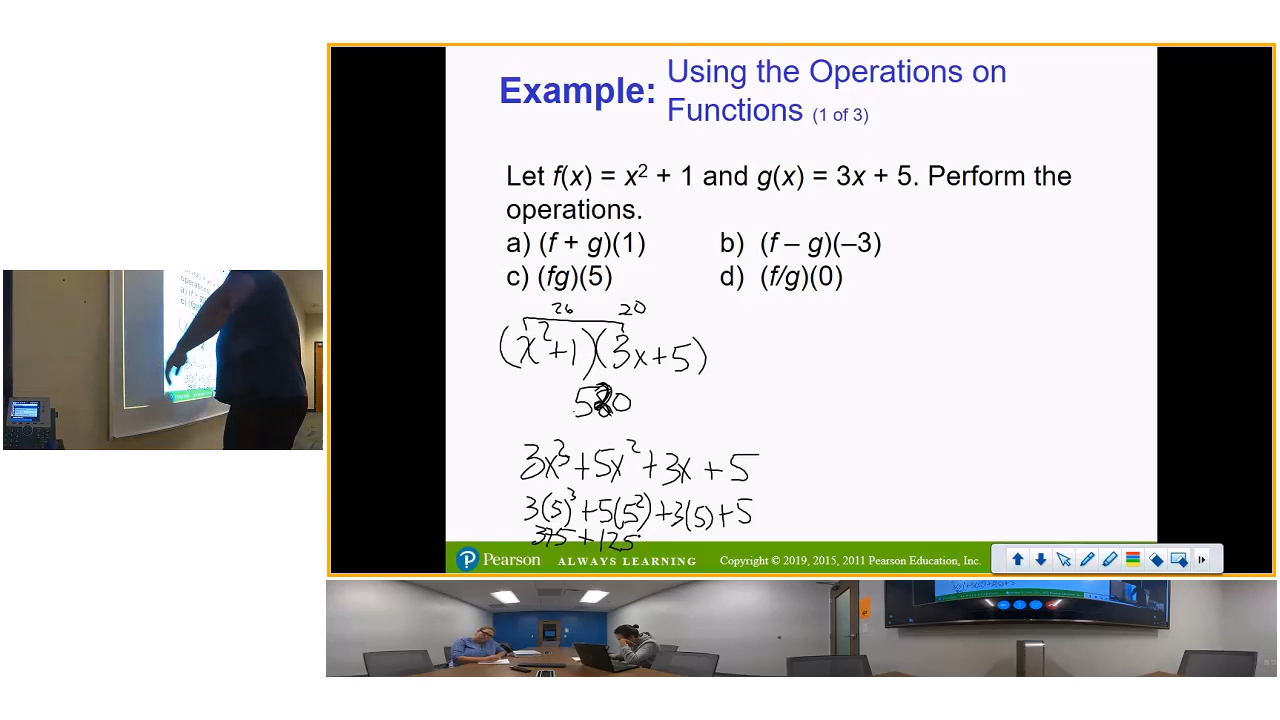 Example: Using the Operations on
Functions (1 of 3)
Let f(x) = x² + 1 and g(x) = 3x + 5. Perform the
operations.
a) (f + g)(1) b) (f – g)(–3)
c) (fg)(5) d) (f/g)(0)
26 20
(x²+1)(3x+5)
520
3x³+5x²+3x+5
3(5)³+5(5²)+3(5)+5
375+125
Pearson ALWAYS LEARNING Copyright © 2019, 2015, 2011 Pearson Education, Inc.